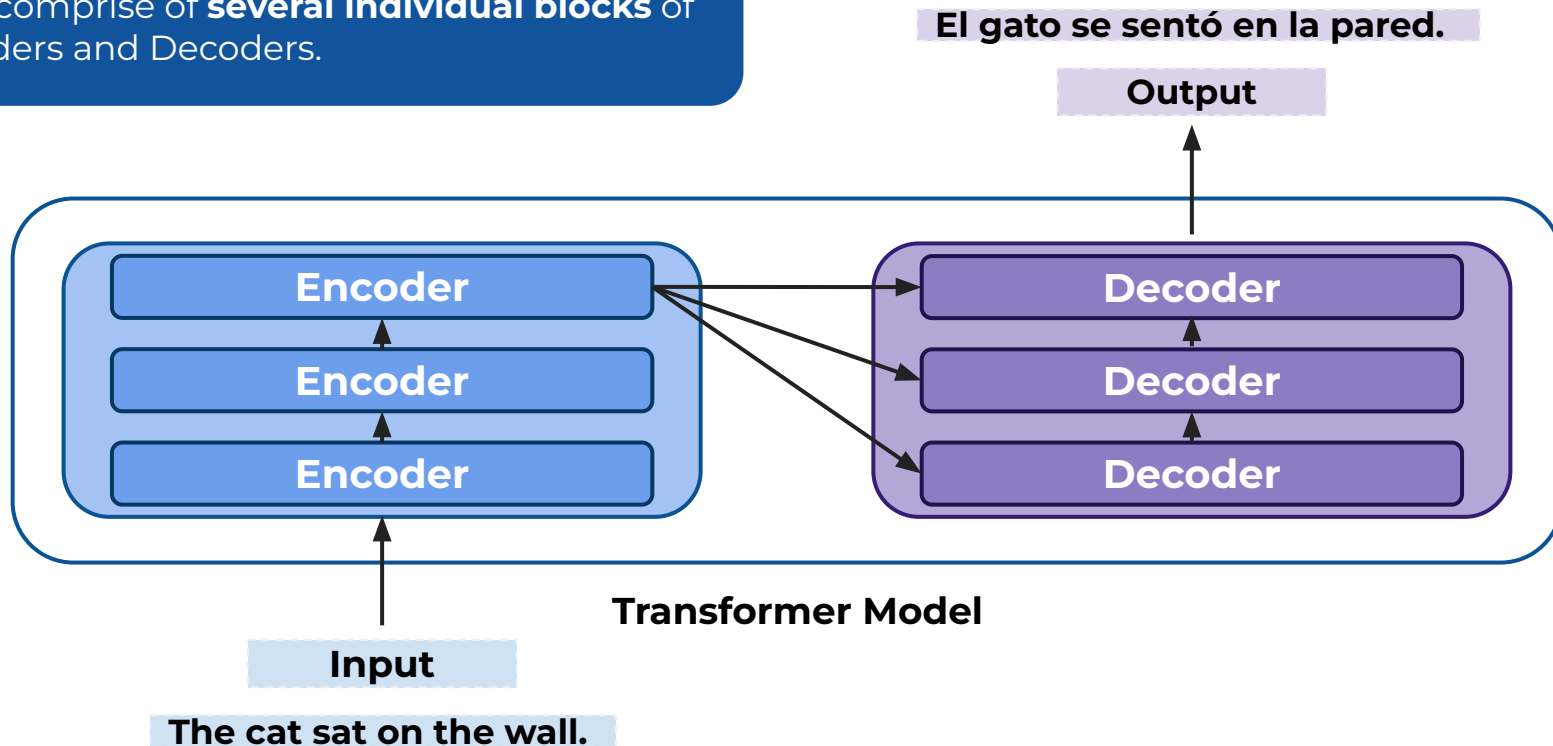 comprise of several individual blocks of
ders and Decoders.
El gato se sentó en la pared.
Output
Encoder
Encoder
Encoder
Decoder
Decoder
Decoder
Transformer Model
Input
The cat sat on the wall.